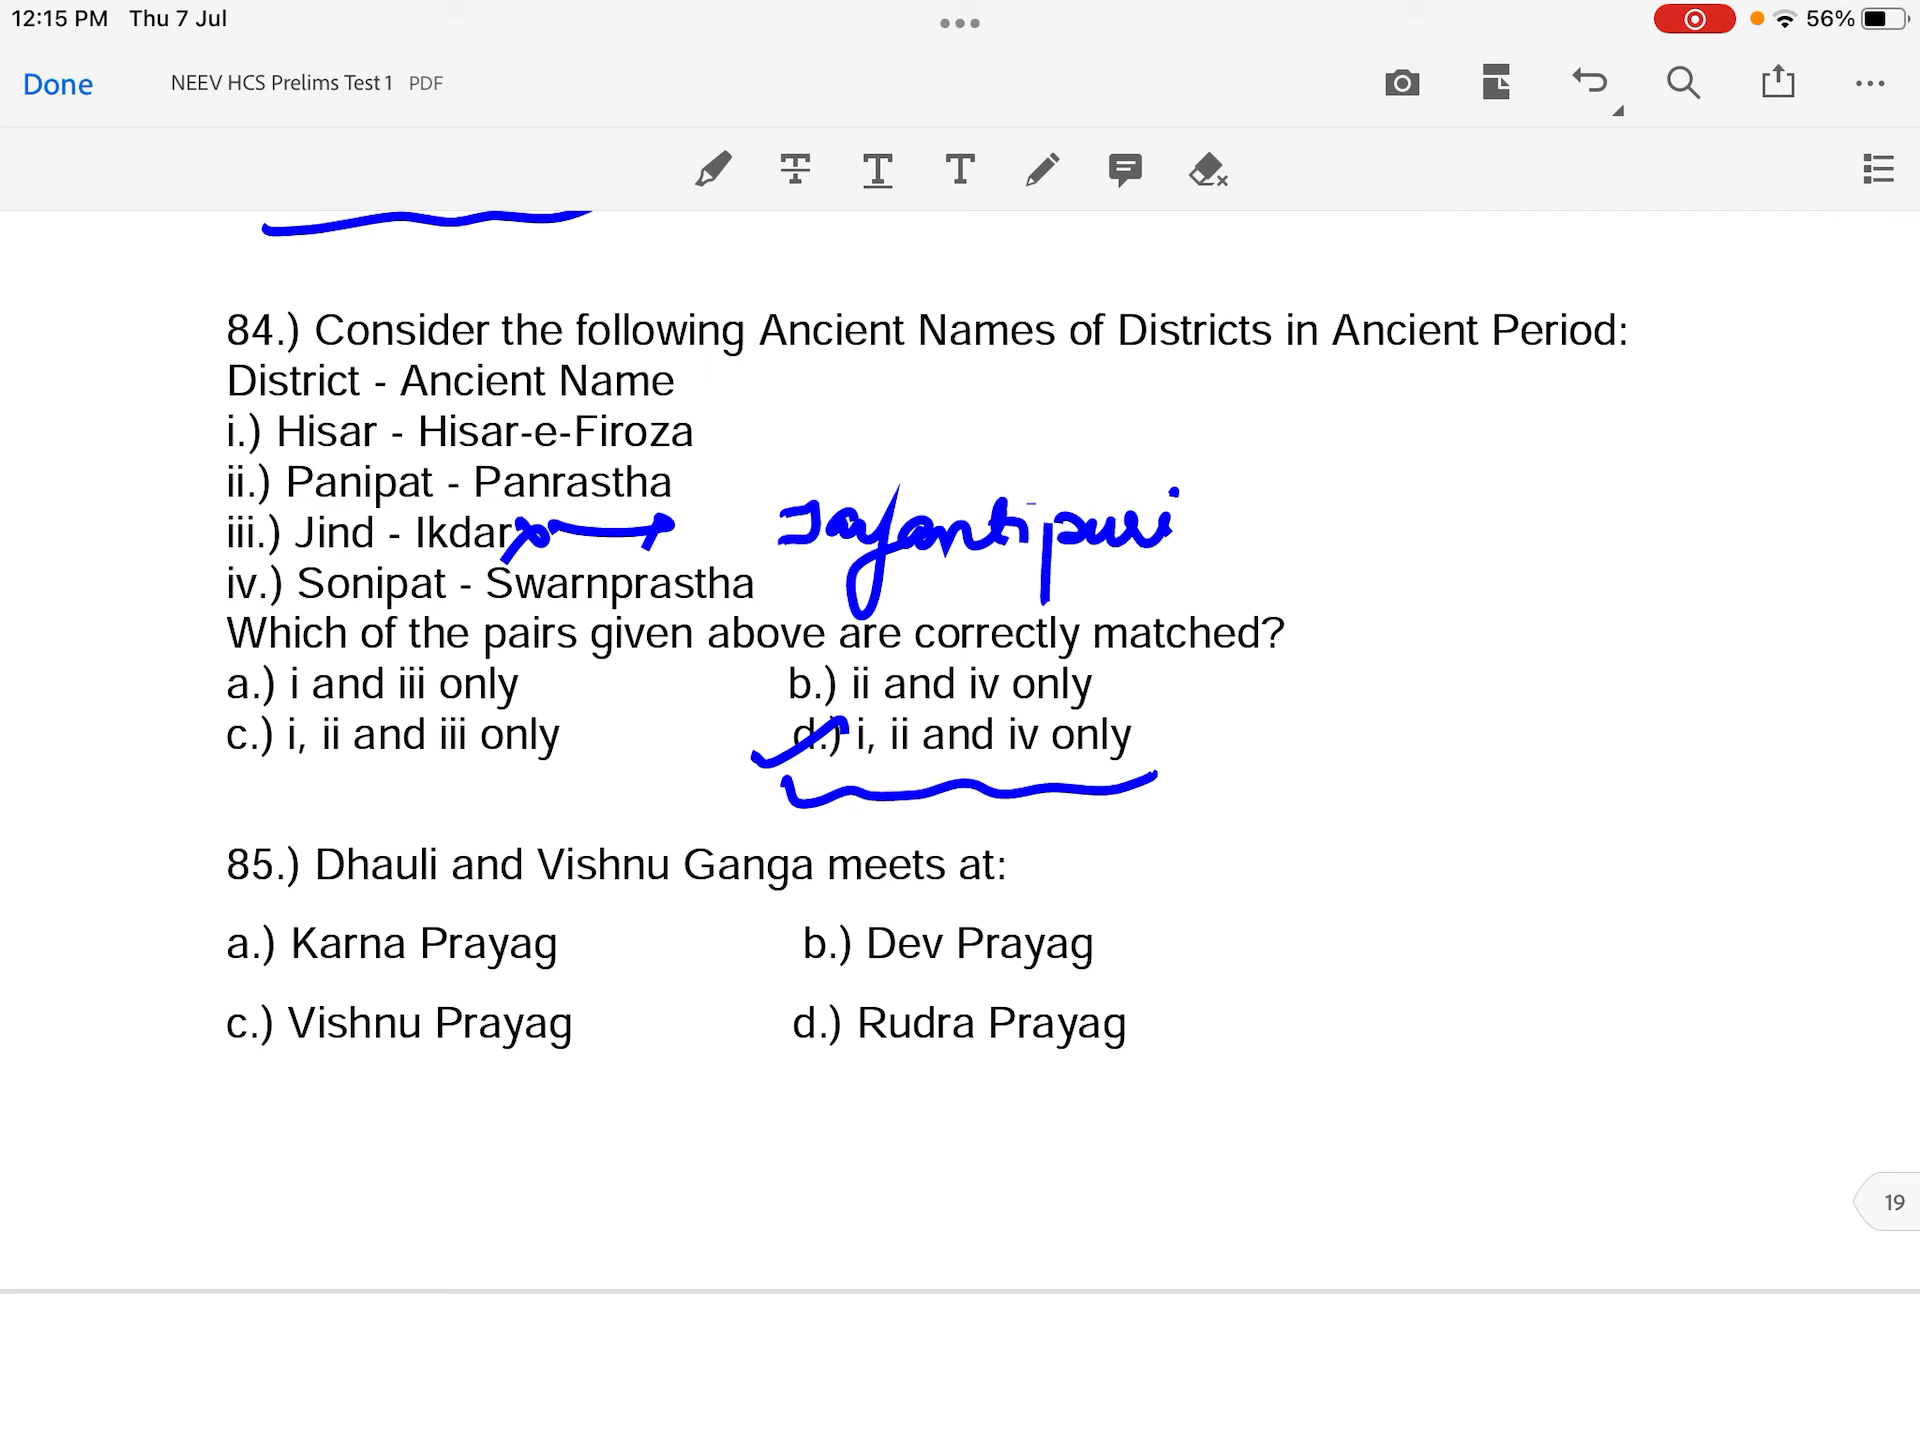 12:15 PM Thu 7 Jul
56%
Done
NEEV HCS Prelims Test 1 PDF
84.) Consider the following Ancient Names of Districts in Ancient Period:
District - Ancient Name
i.) Hisar - Hisar-e-Firoza
ii.) Panipat - Panrastha
iii.) Jind - Ikdar
Jayantipuri
iv.) Sonipat - Swarnprastha
Which of the pairs given above are correctly matched?
a.) i and iii only b.) ii and iv only
c.) i, ii and iii only d.) i, ii and iv only
85.) Dhauli and Vishnu Ganga meets at:
a.) Karna Prayag b.) Dev Prayag
c.) Vishnu Prayag d.) Rudra Prayag
19